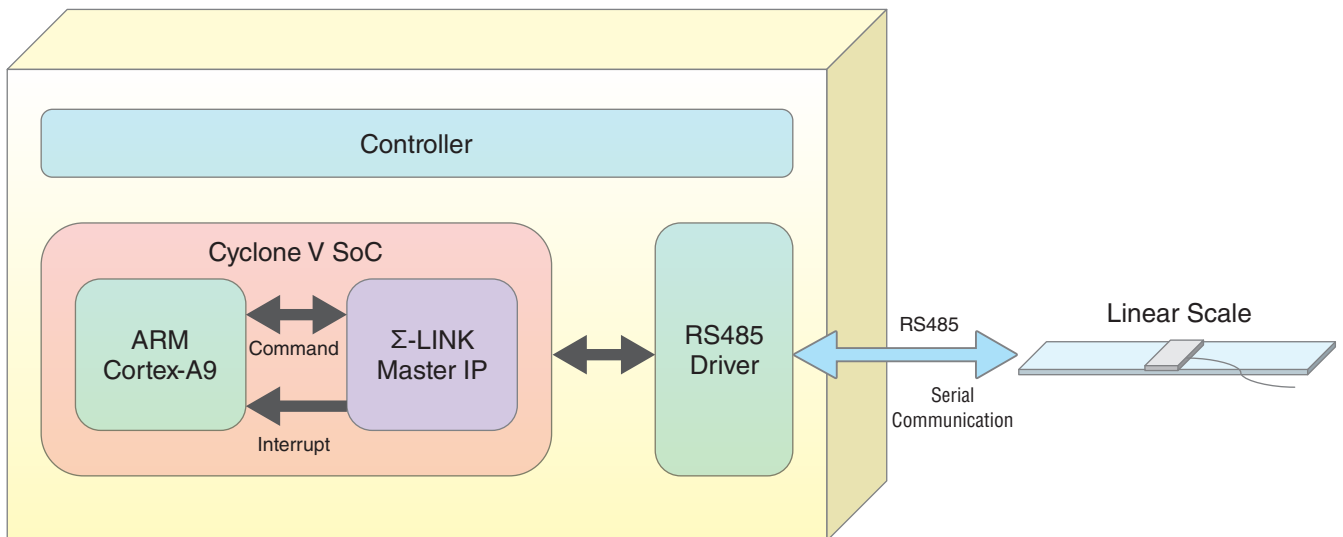 Controller
Cyclone V SoC
ARM
Cortex-A9
Command
Interrupt
Σ-LINK
Master IP
RS485
Driver
RS485
Serial
Communication
Linear Scale